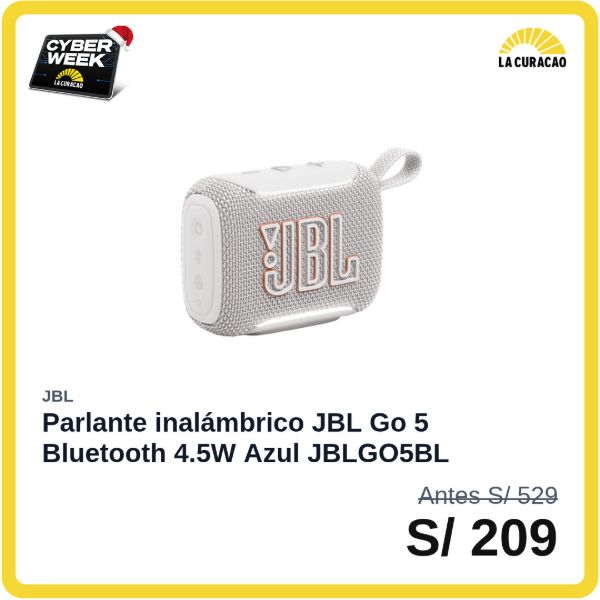 CYBER
WEEK
LA CURACAO
LA CURACAO
JBL
JBL
Parlante inalámbrico JBL Go 5
Bluetooth 4.5W Azul JBLGO5BL
Antes S/ 529
S/ 209